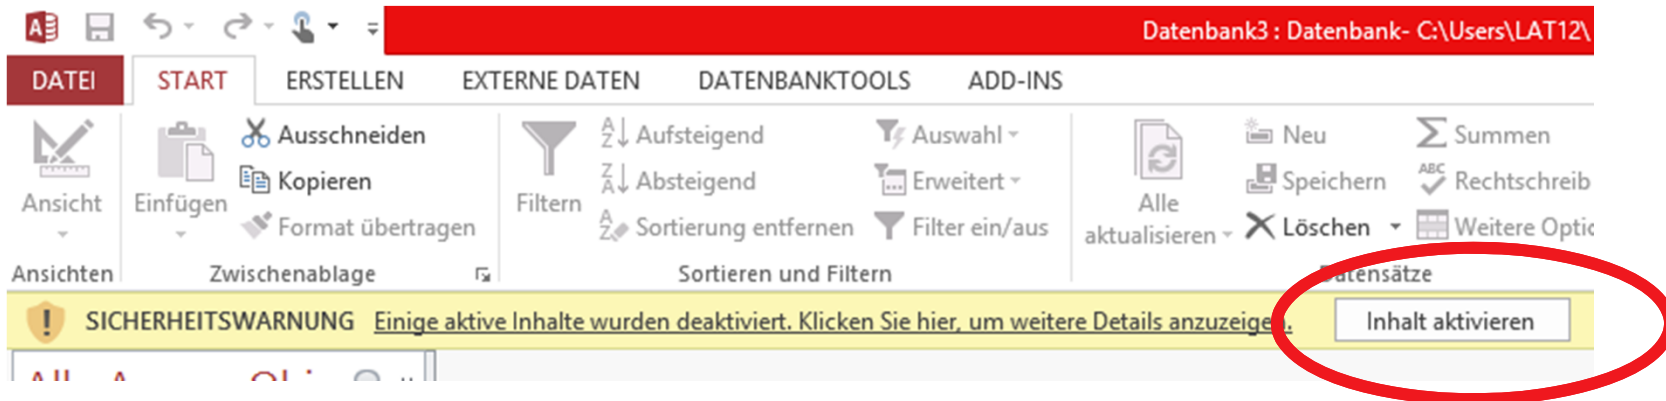 Datenbank3 : Datenbank- C:\Users\LAT12\
DATEI START ERSTELLEN EXTERNE DATEN DATENBANKTOOLS ADD-INS
Ausschneiden Aufsteigend Auswahl Neu Summen
Kopieren Absteigend Erweitert Speichern Rechtschreib
Ansicht Einfügen Filtern Alle
Format übertragen Sortierung entfernen Filter ein/aus aktualisieren Löschen Weitere Optio
Ansichten Zwischenablage Sortieren und Filtern Datensätze
SICHERHEITSWARNUNG Einige aktive Inhalte wurden deaktiviert. Klicken Sie hier, um weitere Details anzuzeigen. Inhalt aktivieren